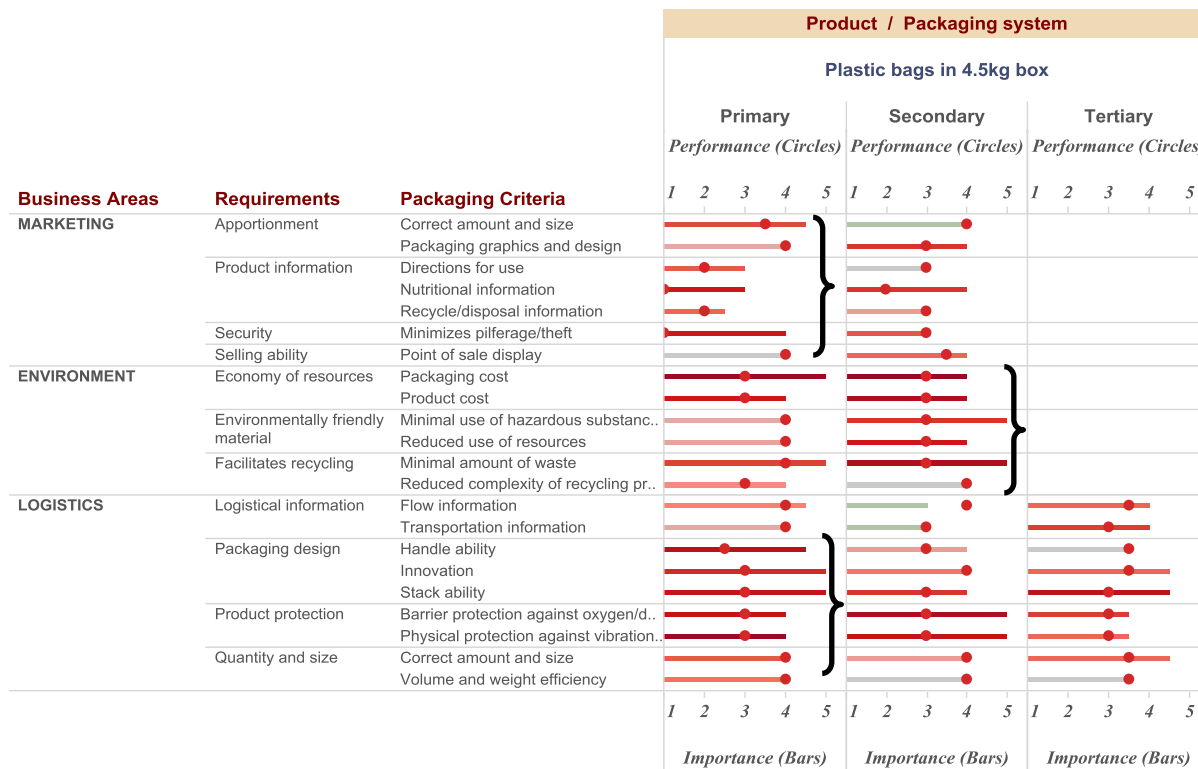 Product / Packaging system
Plastic bags in 4.5kg box
Primary Secondary Tertiary
Performance (Circles) Performance (Circles) Performance (Circles
1 2 3 4 5 1 2 3 4 5 1 2 3 4 5
Business Areas Requirements Packaging Criteria
MARKETING Apportionment Correct amount and size
Packaging graphics and design
Product information Directions for use
Nutritional information
Recycle/disposal information
Security Minimizes pilferage/theft
Selling ability Point of sale display
ENVIRONMENT Economy of resources Packaging cost
Product cost
Environmentally friendly Minimal use of hazardous substanc..
material Reduced use of resources
Facilitates recycling Minimal amount of waste
Reduced complexity of recycling pr..
LOGISTICS Logistical information Flow information
Transportation information
Packaging design Handle ability
Innovation
Stack ability
Product protection Barrier protection against oxygen/d..
Physical protection against vibration..
Quantity and size Correct amount and size
Volume and weight efficiency
1 2 3 4 5 1 2 3 4 5 1 2 3 4 5
Importance (Bars) Importance (Bars) Importance (Bars)